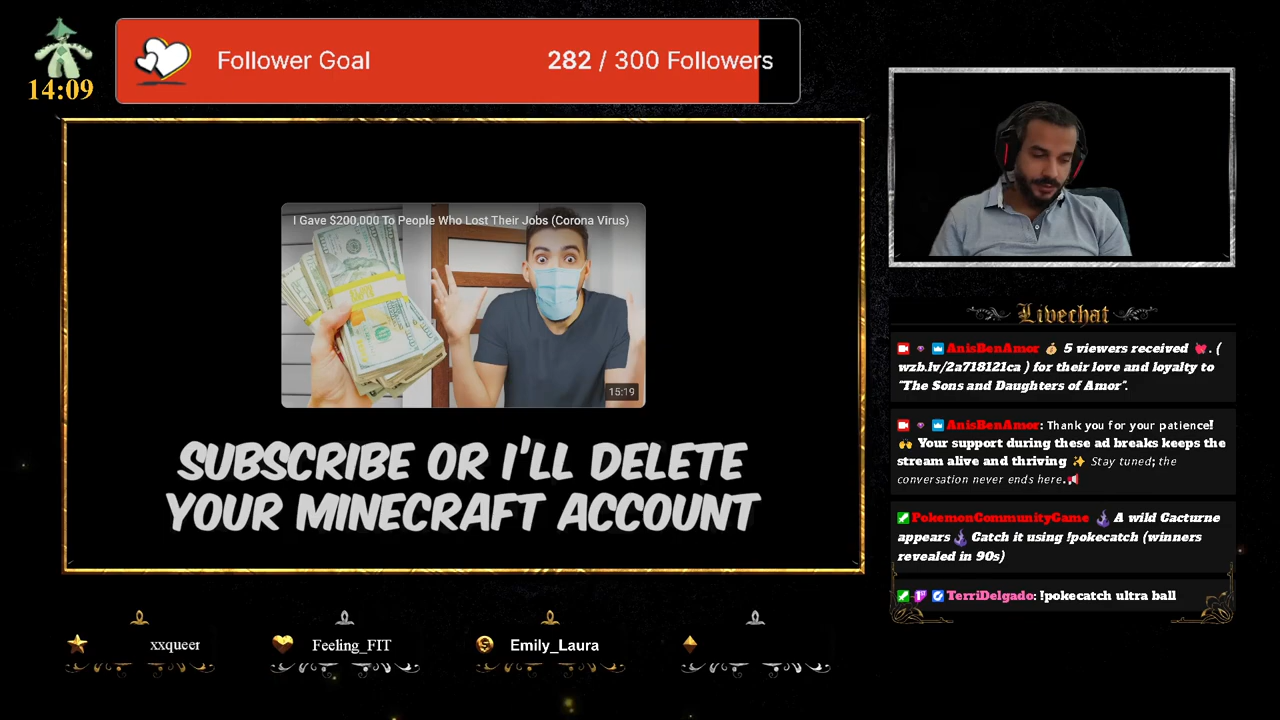 14:09
Follower Goal
282 / 300 Followers
I Gave $200,000 To People Who Lost Their Jobs (Corona Virus)
15:19
SUBSCRIBE OR I'LL DELETE
YOUR MINECRAFT ACCOUNT
Livechat
AnisBenAmor 💰 5 viewers received 💘. (
wzb.lv/2a718121ca ) for their love and loyalty to
"The Sons and Daughters of Amor".
AnisBenAmor: Thank you for your patience!
🙌 Your support during these ad breaks keeps the
stream alive and thriving ✨ Stay tuned; the
conversation never ends here.📢
PokemonCommunityGame A wild Cacturne
appears Catch it using !pokecatch (winners
revealed in 90s)
TerriDelgado: !pokecatch ultra ball
xxqueer
Feeling_FIT
Emily_Laura